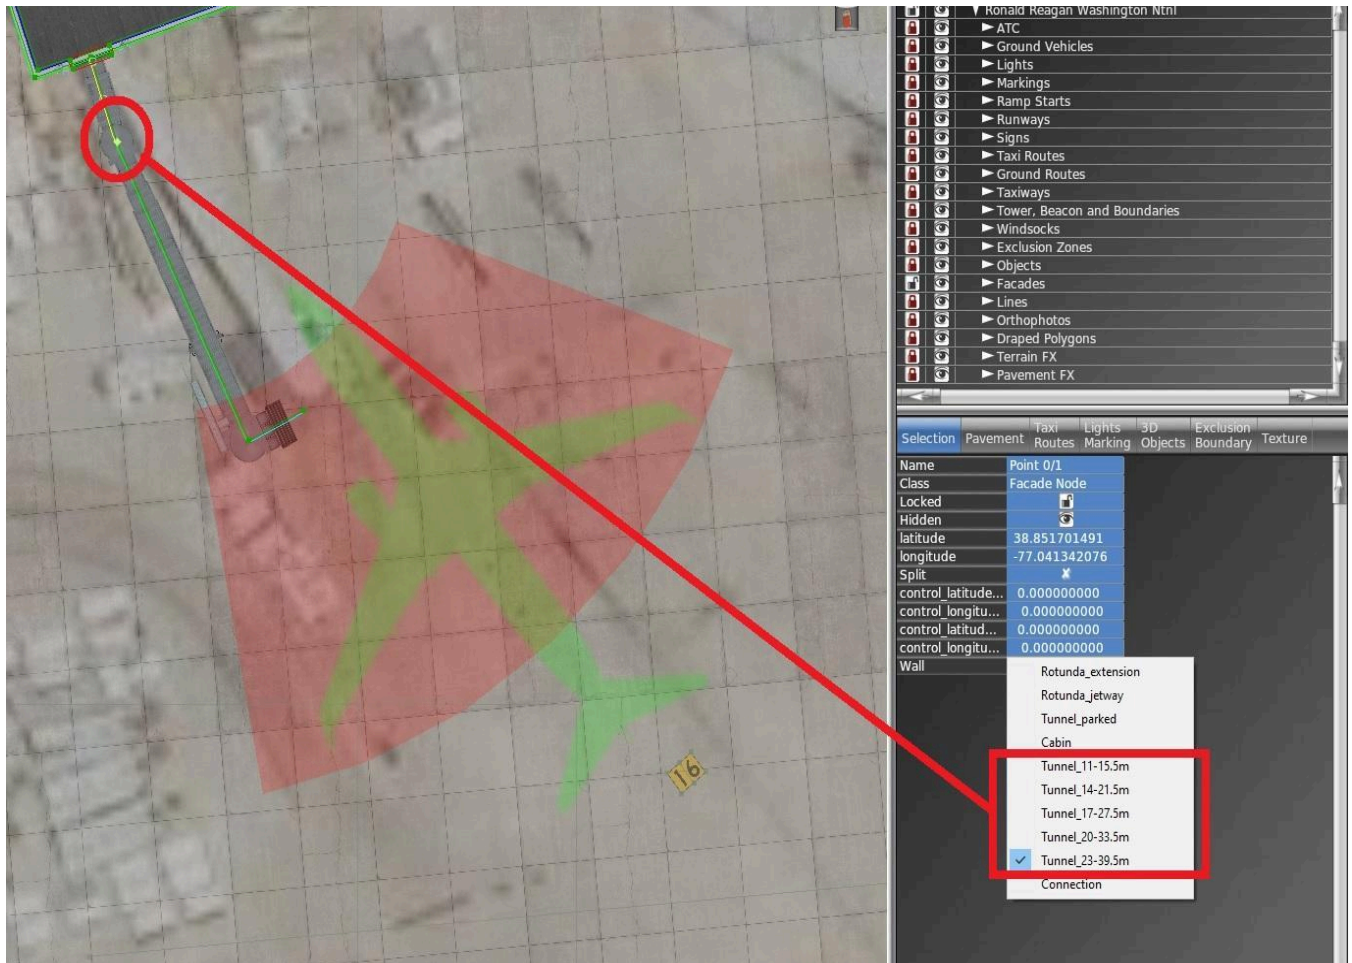 Ronald Reagan Washington Ntnl
ATC
Ground Vehicles
Lights
Markings
Ramp Starts
Runways
Signs
Taxi Routes
Ground Routes
Taxiways
Tower, Beacon and Boundaries
Windsocks
Exclusion Zones
Objects
Facades
Lines
Orthophotos
Draped Polygons
Terrain FX
Pavement FX
Selection Pavement Taxi Routes Lights Marking 3D Objects Exclusion Boundary Texture
Name Point 0/1
Class Facade Node
Locked
Hidden
latitude 38.851701491
longitude -77.041342076
Split
control_latitude... 0.000000000
control_longitu... 0.000000000
control_latitud... 0.000000000
control_longitu... 0.000000000
Wall
Rotunda_extension
Rotunda_jetway
Tunnel_parked
Cabin
Tunnel_11-15.5m
Tunnel_14-21.5m
Tunnel_17-27.5m
Tunnel_20-33.5m
Tunnel_23-39.5m
Connection
16